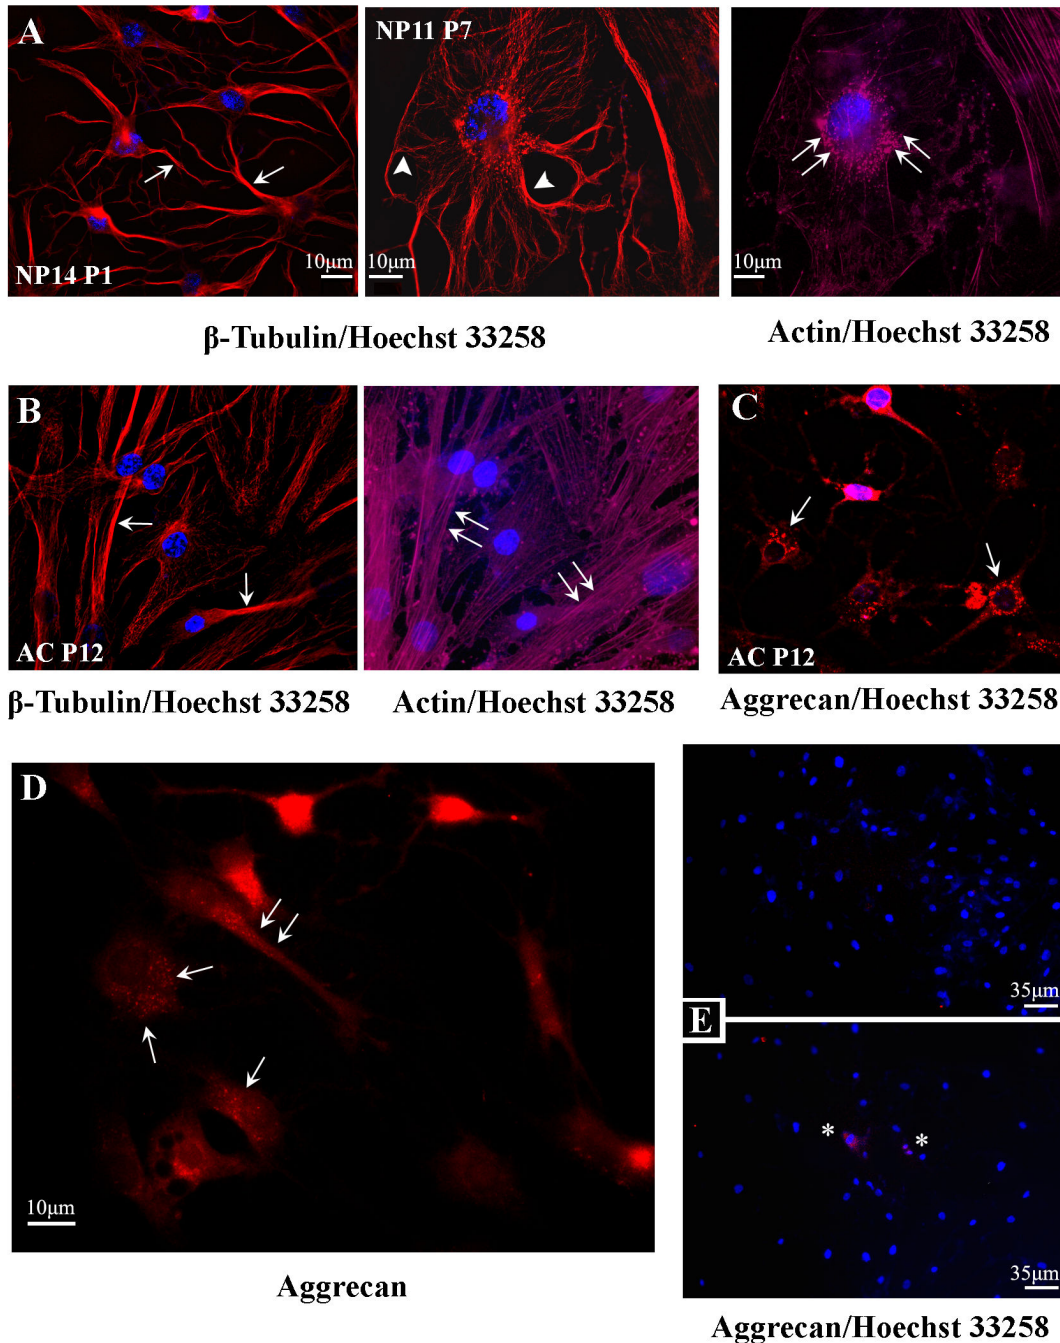 A
NP14 P1
10μm
NP11 P7
10μm
10μm
β-Tubulin/Hoechst 33258
Actin/Hoechst 33258
B
AC P12
C
AC P12
β-Tubulin/Hoechst 33258
Actin/Hoechst 33258
Aggrecan/Hoechst 33258
D
10μm
Aggrecan
35μm
E
*
*
35μm
Aggrecan/Hoechst 33258